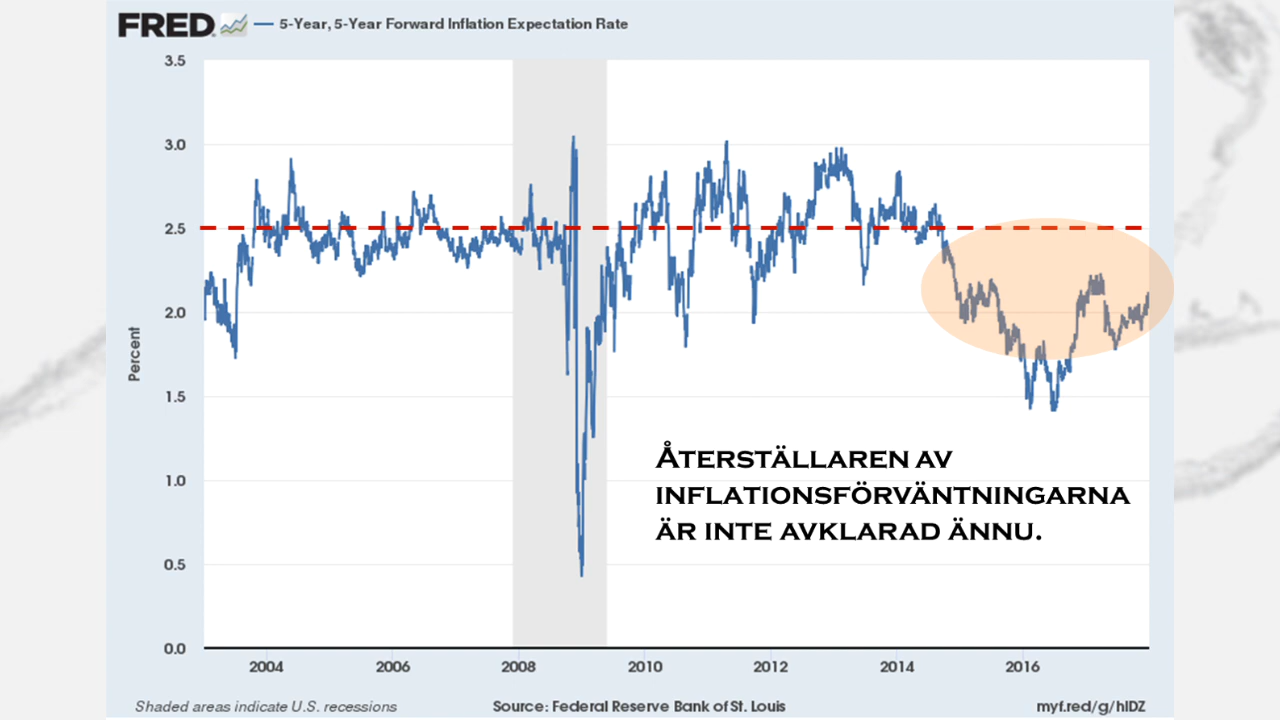 FRED
5-Year, 5-Year Forward Inflation Expectation Rate
3.5
3.0
2.5
2.0
1.5
1.0
0.5
0.0
Percent
ÅTERSTÄLLAREN AV
INFLATIONSFÖRVÄNTNINGARNA
ÄR INTE AVKLARAD ÄNNU.
2004 2006 2008 2010 2012 2014 2016
Shaded areas indicate U.S. recessions Source: Federal Reserve Bank of St. Louis myf.red/g/hIDZ